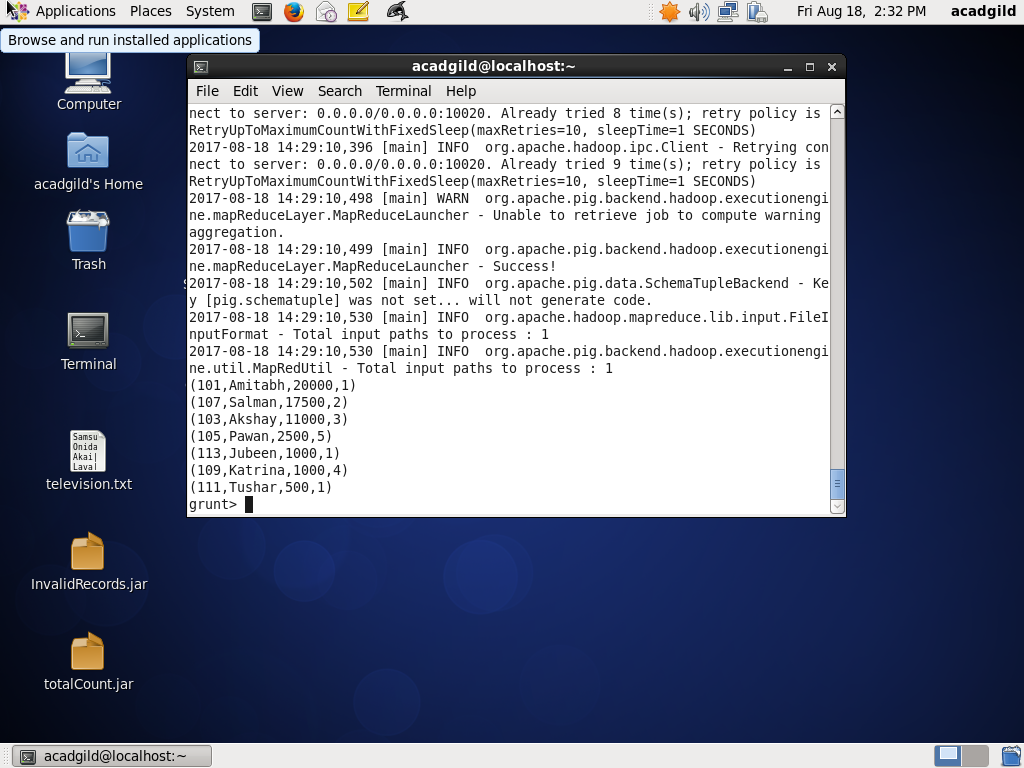 Applications Places System Fri Aug 18, 2:32 PM acadgild
Browse and run installed applications
Computer
acadgild's Home
Trash
Terminal
Samsu
Onida
Akai|
Lava|
television.txt
InvalidRecords.jar
totalCount.jar
acadgild@localhost:~
File Edit View Search Terminal Help
nect to server: 0.0.0.0/0.0.0.0:10020. Already tried 8 time(s); retry policy is
RetryUpToMaximumCountWithFixedSleep(maxRetries=10, sleepTime=1 SECONDS)
2017-08-18 14:29:10,396 [main] INFO  org.apache.hadoop.ipc.Client - Retrying con
nect to server: 0.0.0.0/0.0.0.0:10020. Already tried 9 time(s); retry policy is
RetryUpToMaximumCountWithFixedSleep(maxRetries=10, sleepTime=1 SECONDS)
2017-08-18 14:29:10,498 [main] WARN  org.apache.pig.backend.hadoop.executionengi
ne.mapReduceLayer.MapReduceLauncher - Unable to retrieve job to compute warning
aggregation.
2017-08-18 14:29:10,499 [main] INFO  org.apache.pig.backend.hadoop.executionengi
ne.mapReduceLayer.MapReduceLauncher - Success!
2017-08-18 14:29:10,502 [main] INFO  org.apache.pig.data.SchemaTupleBackend - Ke
y [pig.schematuple] was not set... will not generate code.
2017-08-18 14:29:10,530 [main] INFO  org.apache.hadoop.mapreduce.lib.input.FileI
nputFormat - Total input paths to process : 1
2017-08-18 14:29:10,530 [main] INFO  org.apache.pig.backend.hadoop.executionengi
ne.util.MapRedUtil - Total input paths to process : 1
(101,Amitabh,20000,1)
(107,Salman,17500,2)
(103,Akshay,11000,3)
(105,Pawan,2500,5)
(113,Jubeen,1000,1)
(109,Katrina,1000,4)
(111,Tushar,500,1)
grunt>
acadgild@localhost:~